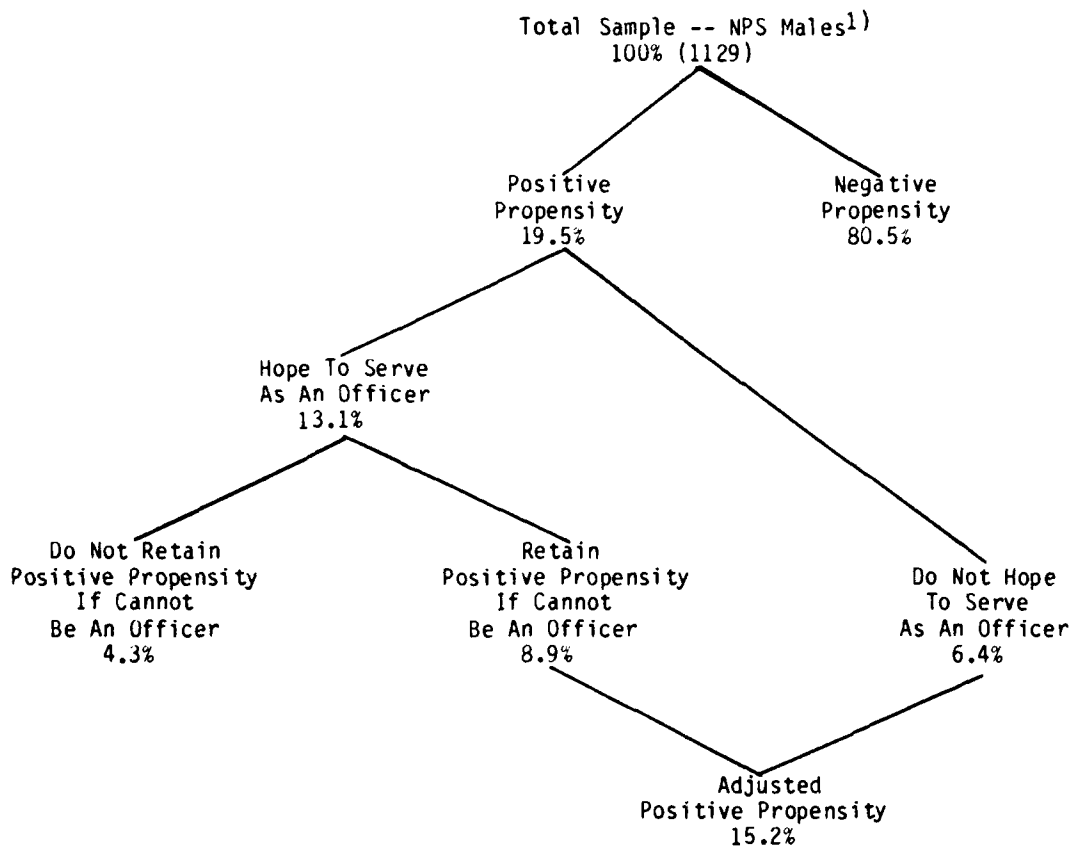 Total Sample -- NPS Males1)
100% (1129)
Positive
Propensity
19.5%
Negative
Propensity
80.5%
Hope To Serve
As An Officer
13.1%
Do Not Retain
Positive Propensity
If Cannot
Be An Officer
4.3%
Retain
Positive Propensity
If Cannot
Be An Officer
8.9%
Do Not Hope
To Serve
As An Officer
6.4%
Adjusted
Positive Propensity
15.2%